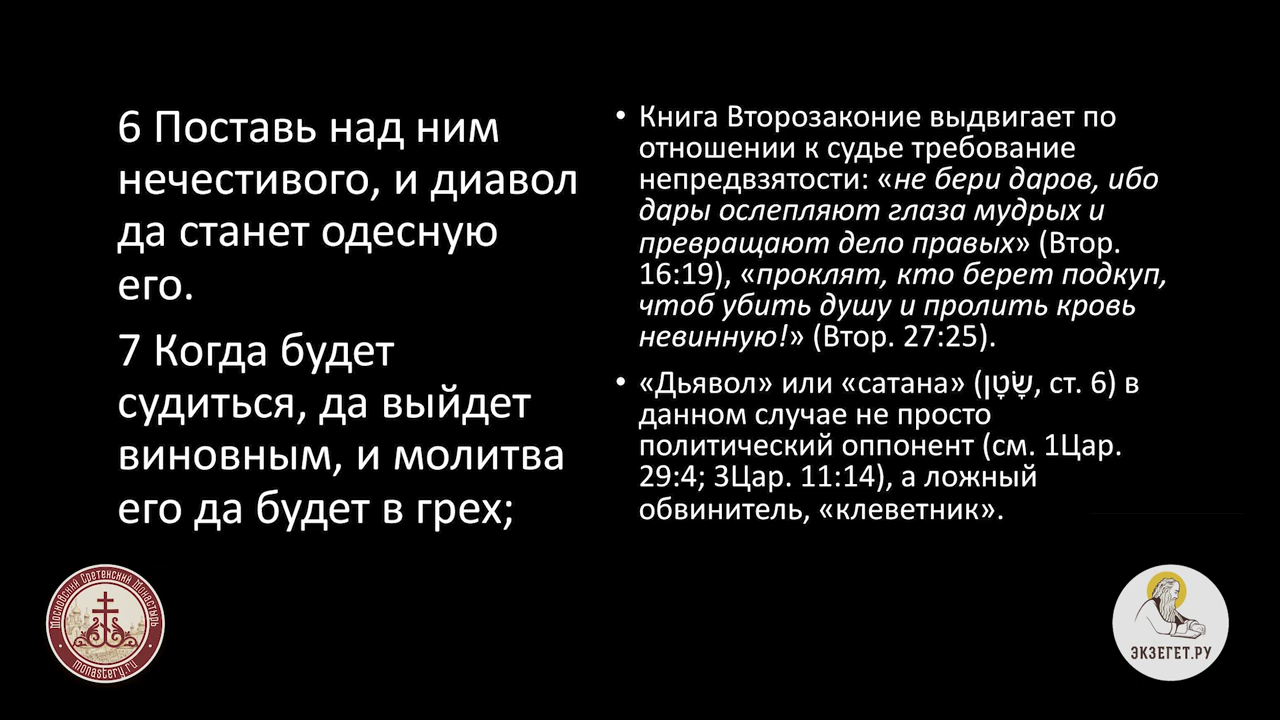 6 Поставь над ним
нечестивого, и диавол
да станет одесную
его.
7 Когда будет
судиться, да выйдет
виновным, и молитва
его да будет в грех;
• Книга Второзаконие выдвигает по
отношении к судье требование
непредвзятости: «не бери даров, ибо
дары ослепляют глаза мудрых и
превращают дело правых» (Втор.
16:19), «проклят, кто берет подкуп,
чтоб убить душу и пролить кровь
невинную!» (Втор. 27:25).
• «Дьявол» или «сатана» (שָׂטָן, ст. 6) в
данном случае не просто
политический оппонент (см. 1Цар.
29:4; 3Цар. 11:14), а ложный
обвинитель, «клеветник».
Московский Сретенский Монастырь
monastery.ru
ЭКЗЕГЕТ.РУ